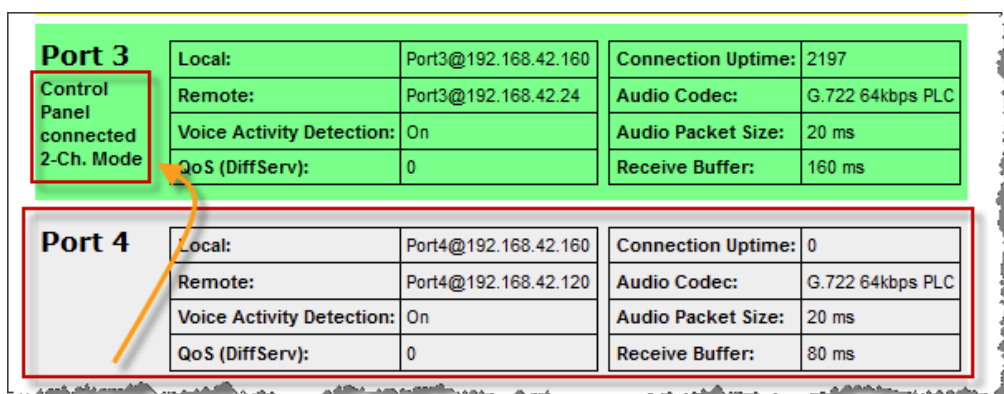 Port 3
Control
Panel
connected
2-Ch. Mode
Local: Port3@192.168.42.160 Connection Uptime: 2197
Remote: Port3@192.168.42.24 Audio Codec: G.722 64kbps PLC
Voice Activity Detection: On Audio Packet Size: 20 ms
QoS (DiffServ): 0 Receive Buffer: 160 ms
Port 4
Local: Port4@192.168.42.160 Connection Uptime: 0
Remote: Port4@192.168.42.120 Audio Codec: G.722 64kbps PLC
Voice Activity Detection: On Audio Packet Size: 20 ms
QoS (DiffServ): 0 Receive Buffer: 80 ms